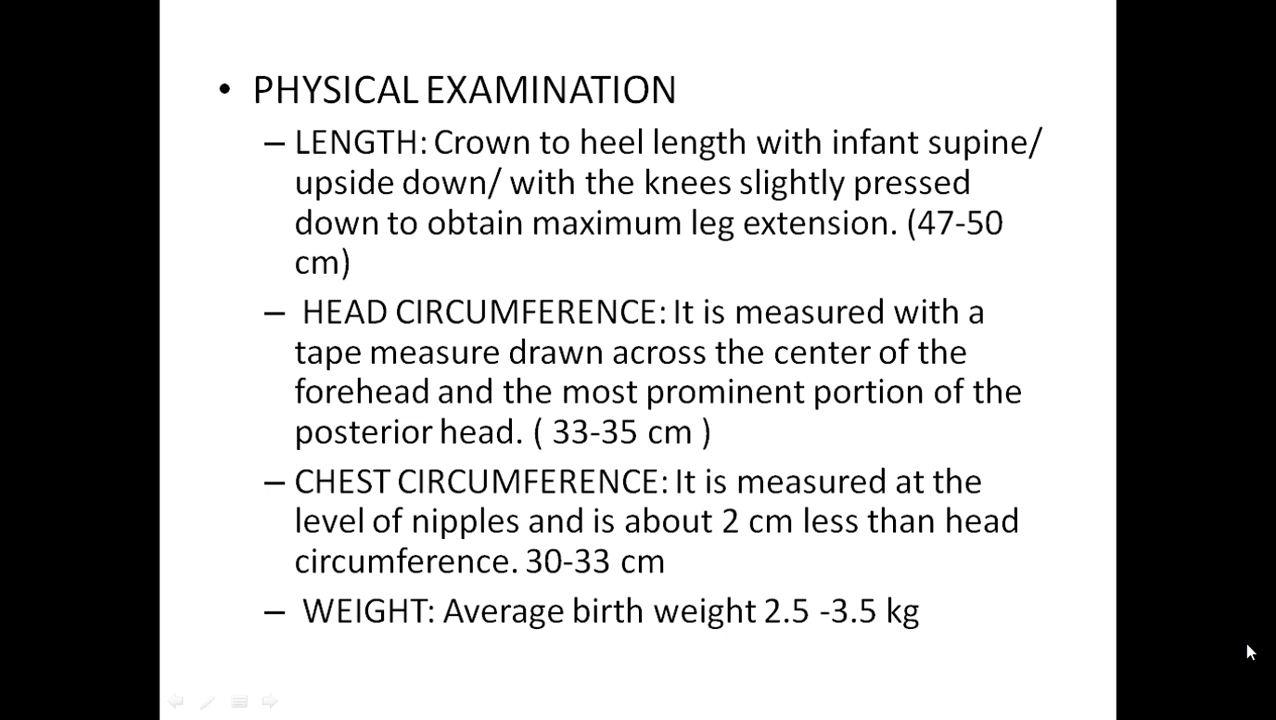 • PHYSICAL EXAMINATION
– LENGTH: Crown to heel length with infant supine/
upside down/ with the knees slightly pressed
down to obtain maximum leg extension. (47-50
cm)
– HEAD CIRCUMFERENCE: It is measured with a
tape measure drawn across the center of the
forehead and the most prominent portion of the
posterior head. ( 33-35 cm )
– CHEST CIRCUMFERENCE: It is measured at the
level of nipples and is about 2 cm less than head
circumference. 30-33 cm
– WEIGHT: Average birth weight 2.5 -3.5 kg